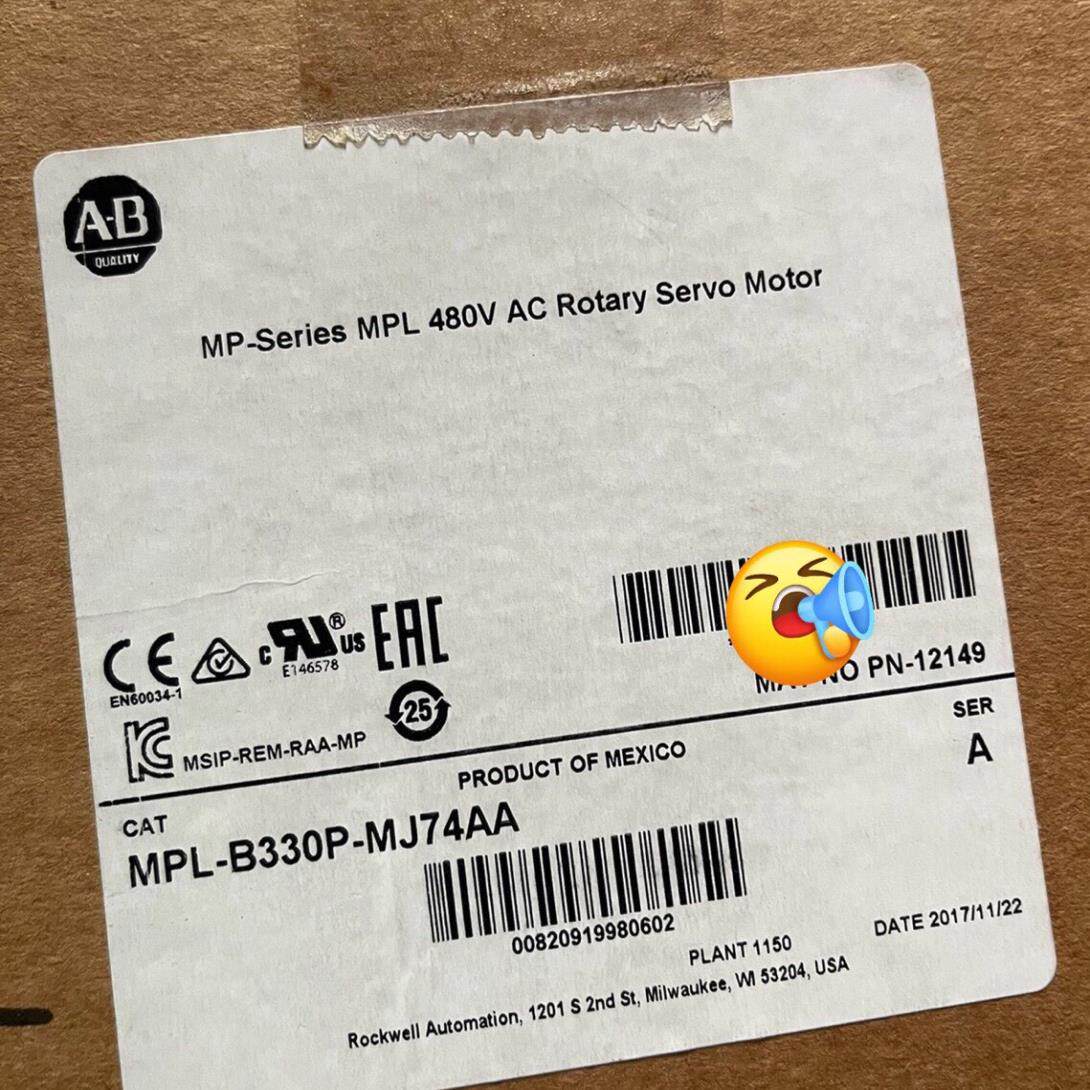 A-B
QUALITY
MP-Series MPL 480V AC Rotary Servo Motor
EN60034-1
c RU® US
E146578
EAC
NO PN-12149
MSIP-REM-RAA-MP
25
PRODUCT OF MEXICO
SER
A
CAT
MPL-B330P-MJ74AA
00820919980602
PLANT 1150
DATE 2017/11/22
Rockwell Automation, 1201 S 2nd St, Milwaukee, WI 53204, USA